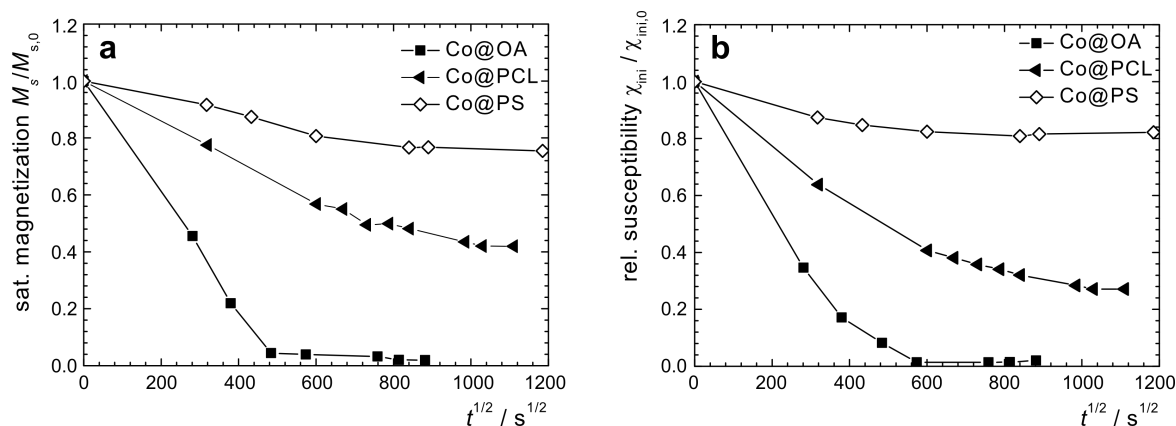 a
Co@OA
Co@PCL
Co@PS
sat. magnetization M_s/M_s,0
1.2
1.0
0.8
0.6
0.4
0.2
0.0
0 200 400 600 800 1000 1200
t^1/2 / s^1/2
b
Co@OA
Co@PCL
Co@PS
rel. susceptibility χ_ini / χ_ini,0
1.2
1.0
0.8
0.6
0.4
0.2
0.0
0 200 400 600 800 1000 1200
t^1/2 / s^1/2